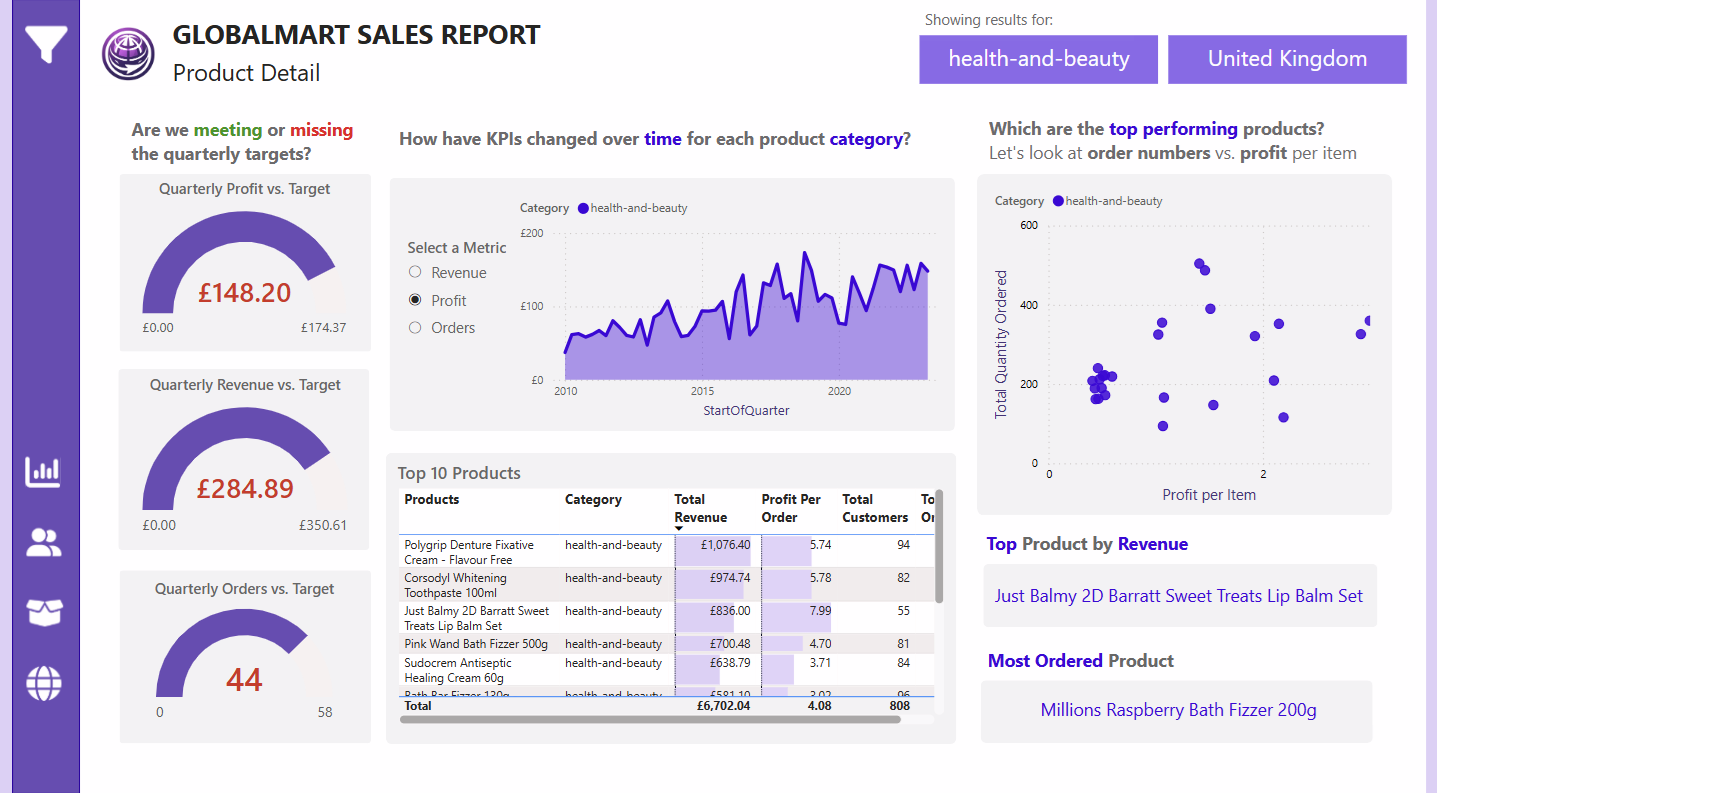 GLOBALMART SALES REPORT
Product Detail
Showing results for:
health-and-beauty
United Kingdom
Are we meeting or missing
the quarterly targets?
Quarterly Profit vs. Target
£148.20
£0.00
£174.37
Quarterly Revenue vs. Target
£284.89
£0.00
£350.61
Quarterly Orders vs. Target
44
0
58
How have KPIs changed over time for each product category?
Category health-and-beauty
Select a Metric
Revenue
Profit
Orders
£200
£100
£0
2010
2015
2020
StartOfQuarter
Top 10 Products
Products Category Total Revenue Profit Per Order Total Customers To Or
Polygrip Denture Fixative Cream - Flavour Free health-and-beauty £1,076.40 5.74 94
Corsodyl Whitening Toothpaste 100ml health-and-beauty £974.74 5.78 82
Just Balmy 2D Barratt Sweet Treats Lip Balm Set health-and-beauty £836.00 7.99 55
Pink Wand Bath Fizzer 500g health-and-beauty £700.48 4.70 81
Sudocrem Antiseptic Healing Cream 60g health-and-beauty £638.79 3.71 84
Bath Bar Fizzer 130g health-and-beauty £581.10 3.02 96
Total £6,702.04 4.08 808
Which are the top performing products?
Let's look at order numbers vs. profit per item
Category health-and-beauty
Total Quantity Ordered
600
400
200
0
0
2
Profit per Item
Top Product by Revenue
Just Balmy 2D Barratt Sweet Treats Lip Balm Set
Most Ordered Product
Millions Raspberry Bath Fizzer 200g